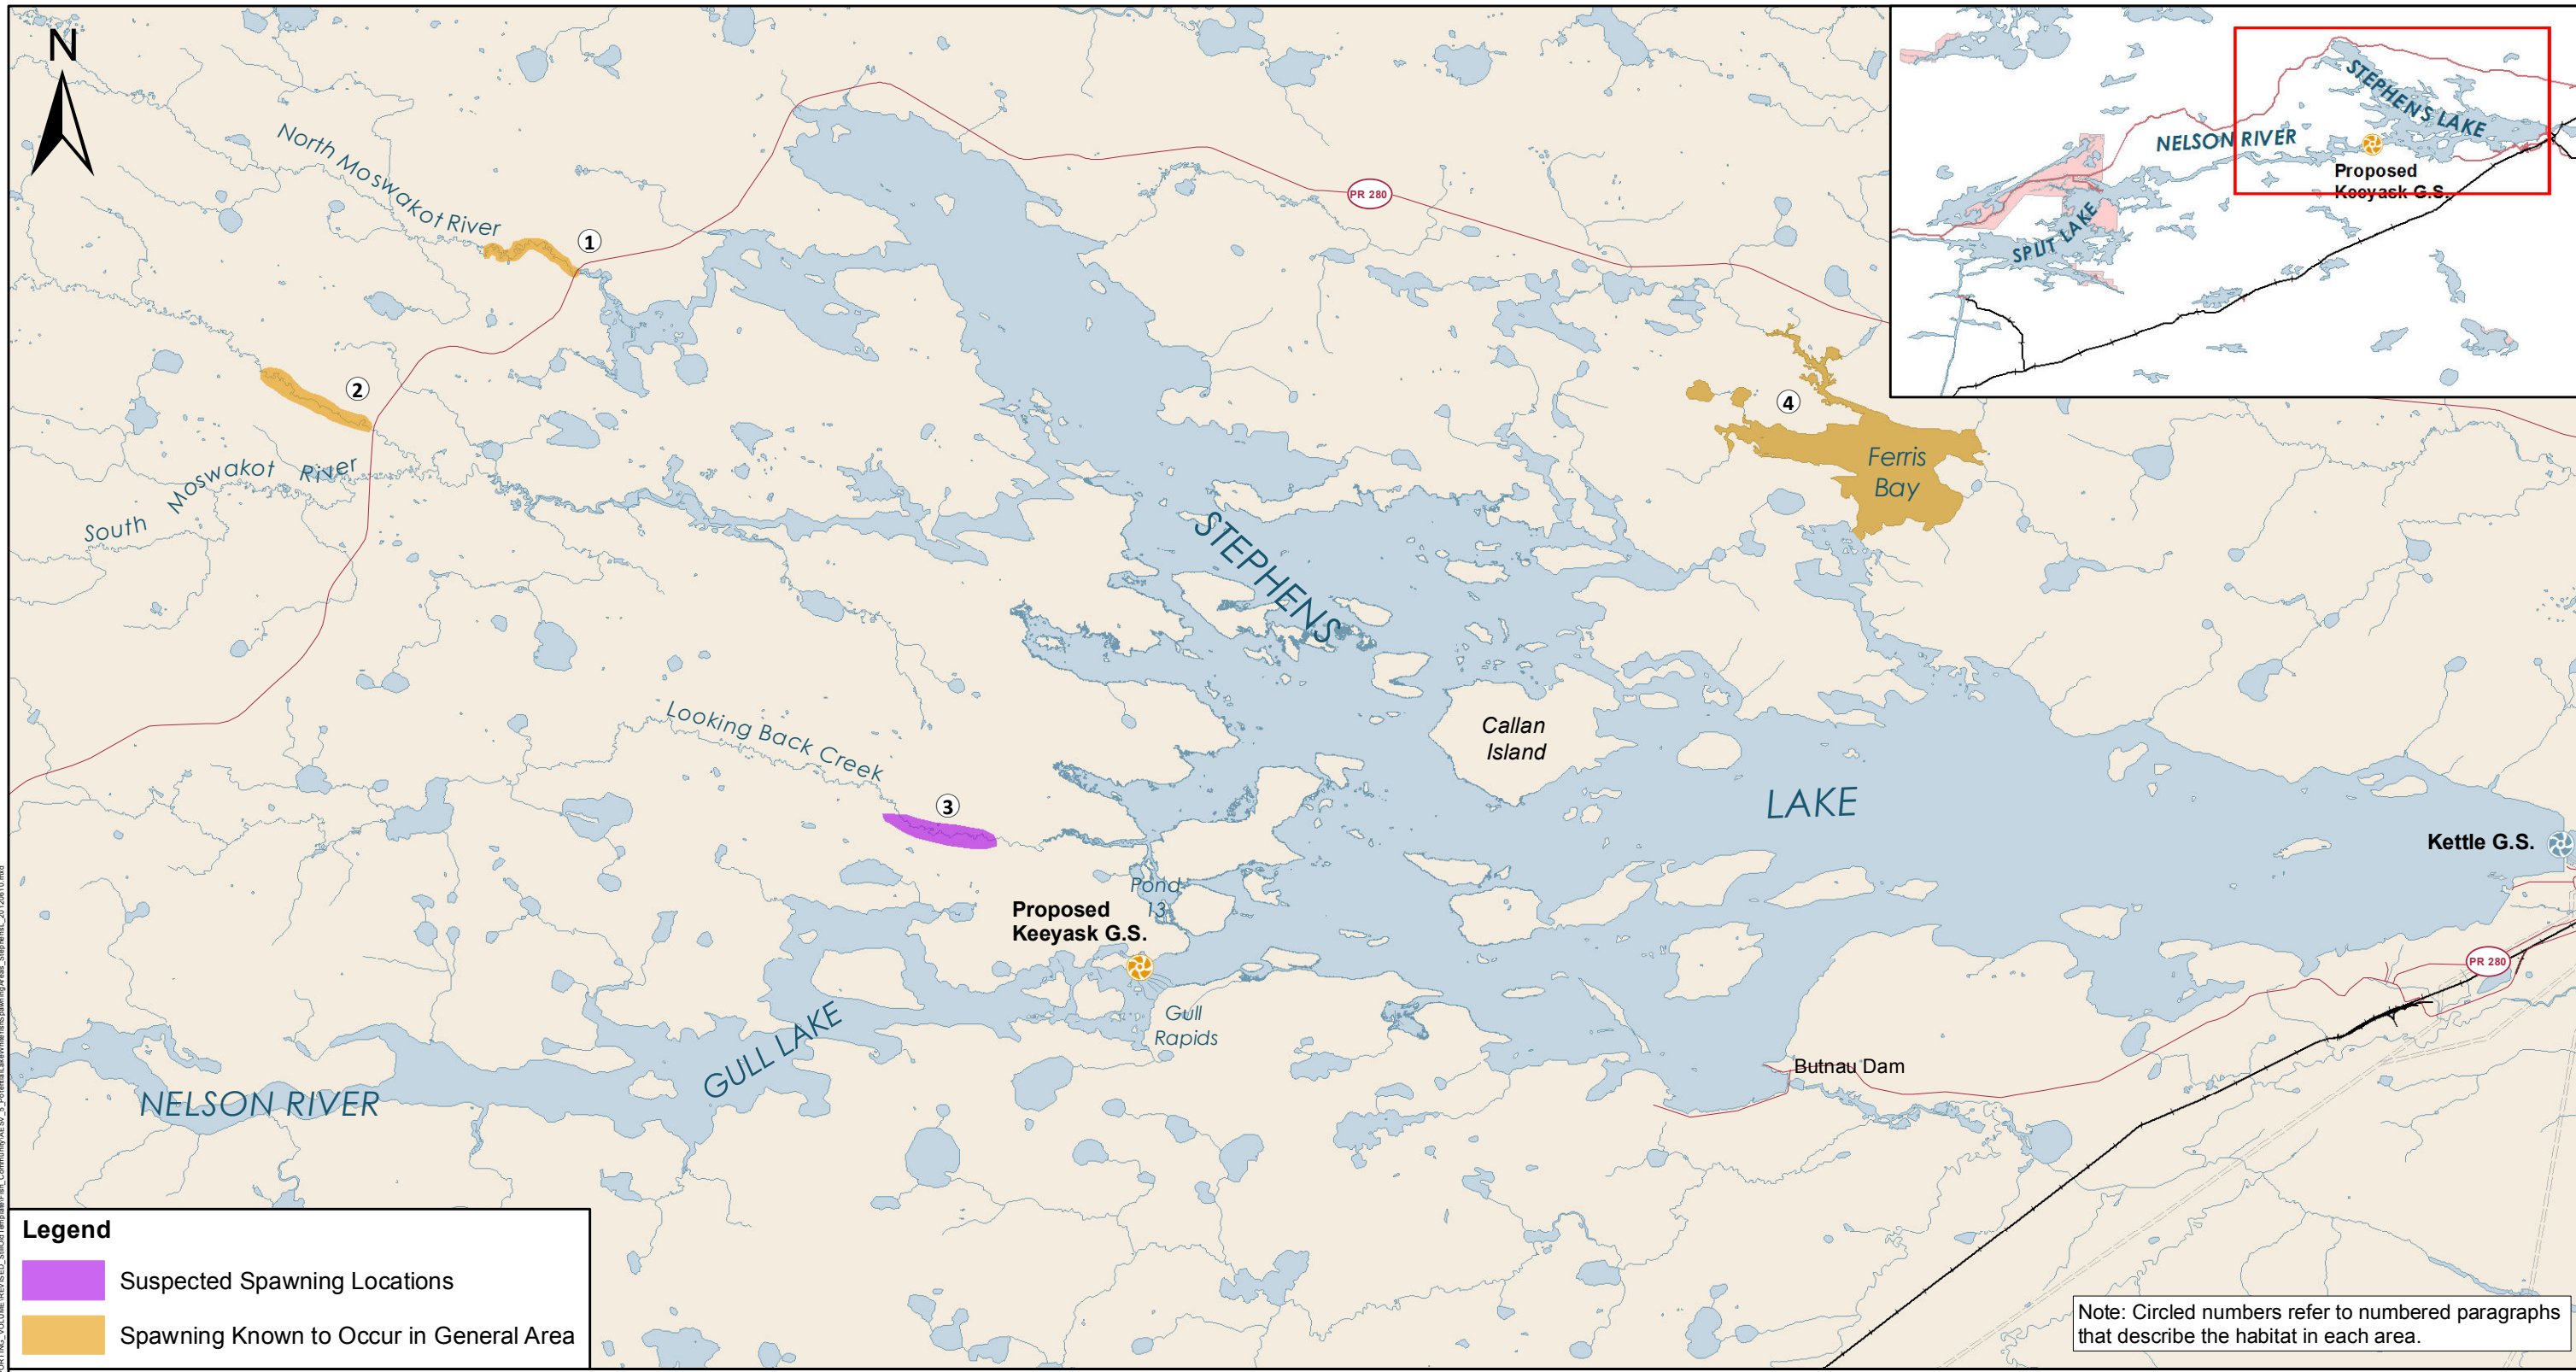 N
North Moswakot River
1
PR 280
2
South Moswakot River
4
Ferris
Bay
STEPHENS
LAKE
Callan
Island
Looking Back Creek
3
Kettle G.S.
Pond
13
Proposed
Keeyask G.S.
PR 280
Gull
Rapids
GULL LAKE
NELSON RIVER
Butnau Dam
STEPHENS LAKE
NELSON RIVER
Proposed
Keeyask G.S.
SPLIT LAKE
Legend
Suspected Spawning Locations
Spawning Known to Occur in General Area
Note: Circled numbers refer to numbered paragraphs
that describe the habitat in each area.